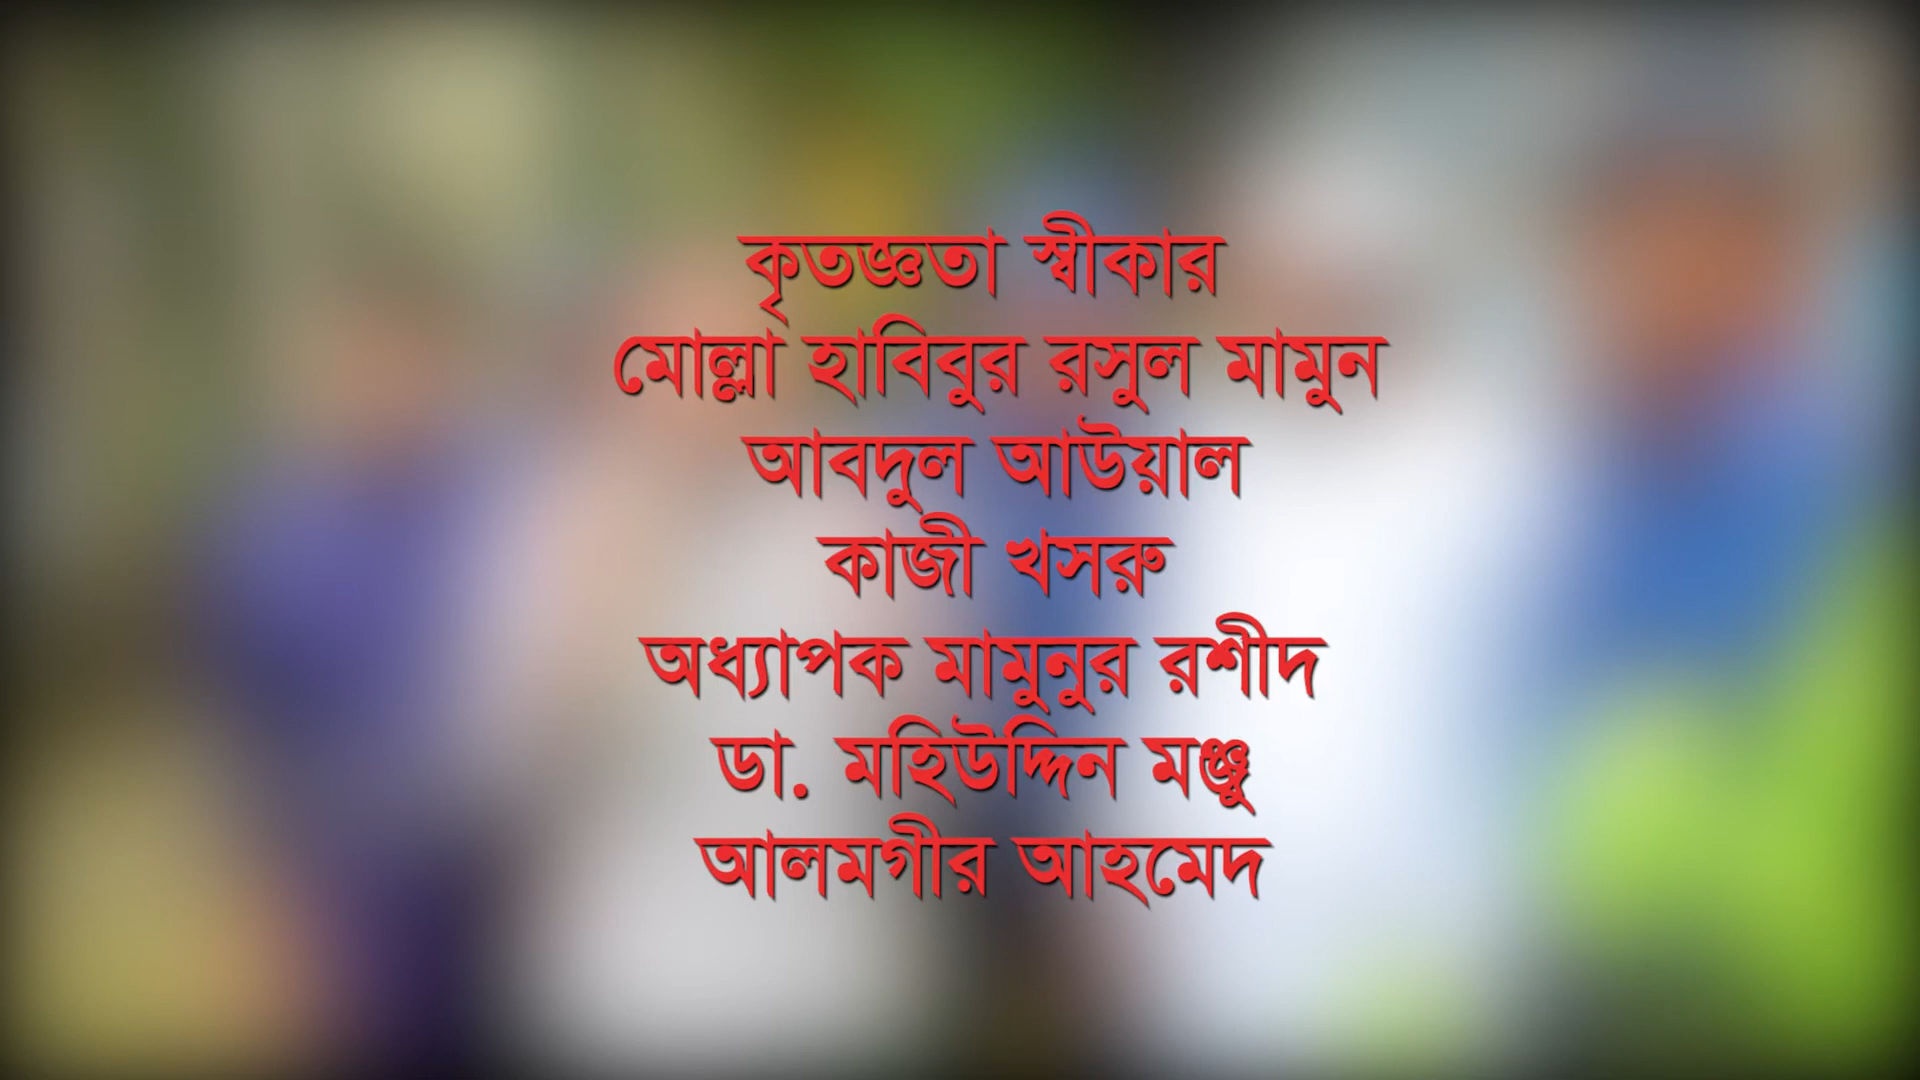 কৃতজ্ঞতা স্বীকার
মোল্লা হাবিবুর রসুল মামুন
আবদুল আউয়াল
কাজী খসরু
অধ্যাপক মামুনুর রশীদ
ডা. মহিউদ্দিন মঞ্জু
আলমগীর আহমেদ